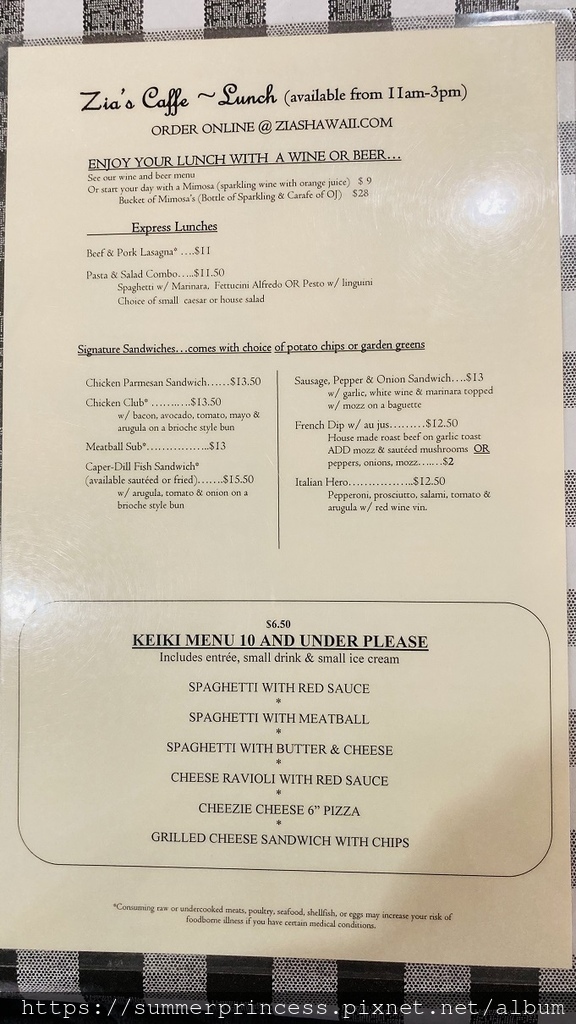 Zia's Caffe ~ Lunch (available from 11am-3pm)
ORDER ONLINE @ ZIASHAWAII.COM
ENJOY YOUR LUNCH WITH A WINE OR BEER…
See our wine and beer menu
Or start your day with a Mimosa (sparkling wine with orange juice) $ 9
Bucket of Mimosa's (Bottle of Sparkling & Carafe of OJ) $28
Express Lunches
Beef & Pork Lasagna* ….$11
Pasta & Salad Combo…..$11.50
Spaghetti w/ Marinara, Fettucini Alfredo OR Pesto w/ linguini
Choice of small caesar or house salad
Signature Sandwiches…comes with choice of potato chips or garden greens
Chicken Parmesan Sandwich……$13.50
Chicken Club* ………..$13.50
w/ bacon, avocado, tomato, mayo &
arugula on a brioche style bun
Meatball Sub*……………..$13
Caper-Dill Fish Sandwich*
(available sautéed or fried)…….$15.50
w/ arugula, tomato & onion on a
brioche style bun
Sausage, Pepper & Onion Sandwich….$13
w/ garlic, white wine & marinara topped
w/ mozz on a baguette
French Dip w/ au jus………$12.50
House made roast beef on garlic toast
ADD mozz & sautéed mushrooms OR
peppers, onions, mozz…….$2
Italian Hero……………..$12.50
Pepperoni, prosciutto, salami, tomato &
arugula w/ red wine vin.
$6.50
KEIKI MENU 10 AND UNDER PLEASE
Includes entrée, small drink & small ice cream
SPAGHETTI WITH RED SAUCE
*
SPAGHETTI WITH MEATBALL
*
SPAGHETTI WITH BUTTER & CHEESE
*
CHEESE RAVIOLI WITH RED SAUCE
*
CHEEZIE CHEESE 6" PIZZA
*
GRILLED CHEESE SANDWICH WITH CHIPS
*Consuming raw or undercooked meats, poultry, seafood, shellfish, or eggs may increase your risk of
foodborne illness if you have certain medical conditions.
https://summerprincess.pixnet.net/album